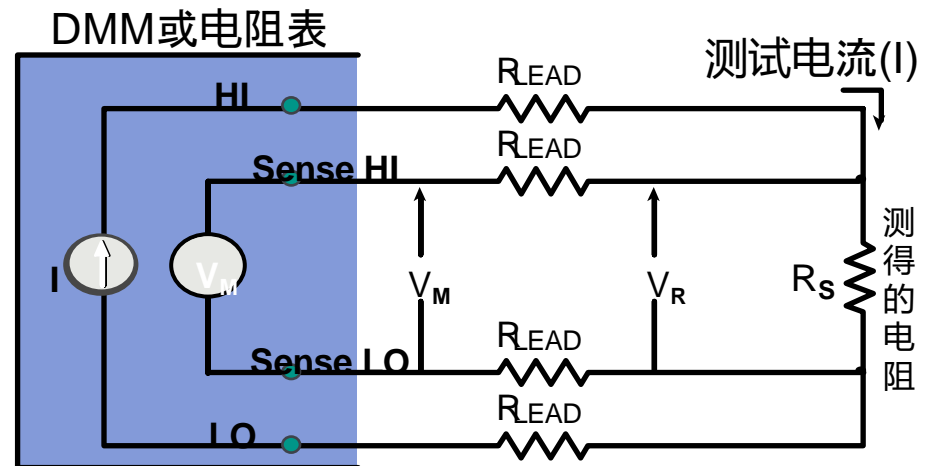 DMM或电阻表
测试电流(I)
HI
RLEAD
Sense HI
RLEAD
I
VM
VM
VR
RS
测得的电阻
Sense LO
RLEAD
LO
RLEAD